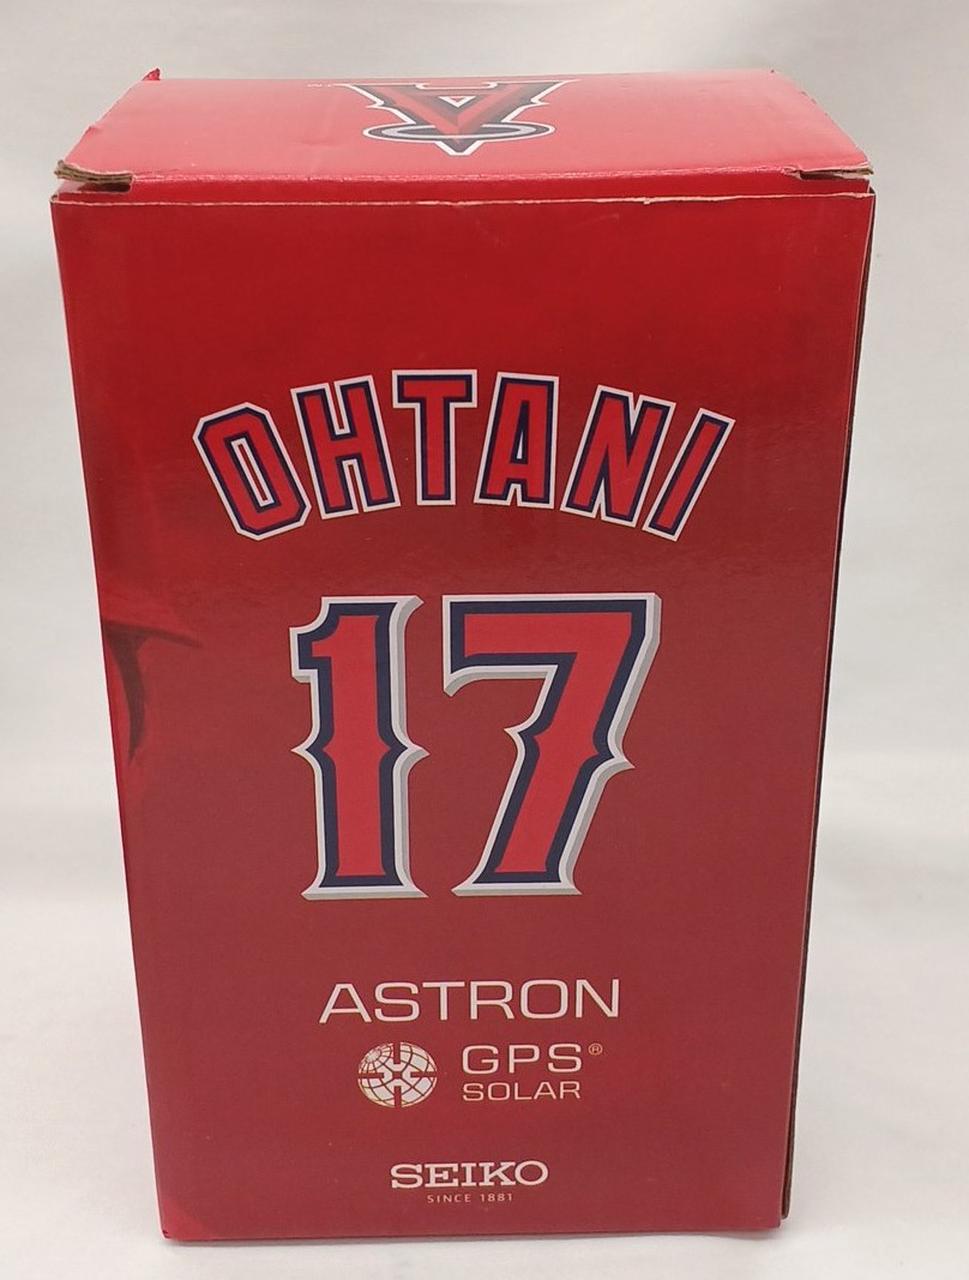 A
OHTANI
17
ASTRON
GPS®
SOLAR
SEIKO
SINCE 1881